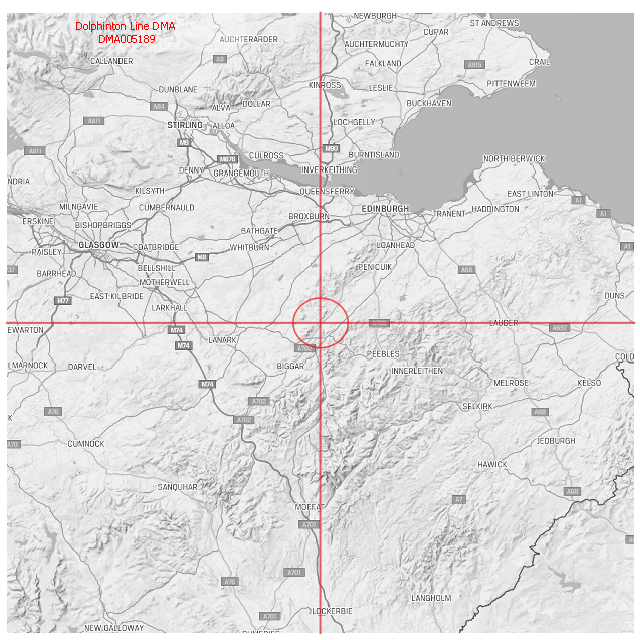 Dolphinton Line DMA
DMA005189
NEWBURGH
ST ANDREWS
CUPAR
AUCHTERARDER
AUCHTERMUCHTY
A9
CALLANDER
FALKLAND
A915
CRAIL
KINROSS
LESLIE
PITTENWEEM
DUNBLANE
DOLLAR
BUCKHAVEN
A84
ALVA
A811
STIRLING
ALLOA
LOCHGELLY
M9
M90
A811
CULROSS
M876
BURNTISLAND
NORTH BERWICK
DENNY
GRANGEMOUTH
INVERKEITHING
NDRIA
KILSYTH
QUEENSFERRY
EAST LINTON
A1
MILNGAVIE
CUMBERNAULD
EDINBURGH
HADDINGTON
A1
BROXBURN
TRANENT
ERSKINE
BISHOPBRIGGS
BATHGATE
GLASGOW
COATBRIDGE
WHITBURN
LOANHEAD
A1
RAISLEY
M8
BELLSHILL
PENICUIK
A68
BARRHEAD
MOTHERWELL
EAST KILBRIDE
DUNS
M77
LARKHALL
EWARTON
M74
LAUDER
A697
LANARK
M74
A702
PEEBLES
COLD
LMARNOCK
DARVEL
BIGGAR
INNERLEITHEN
M74
MELROSE
KELSO
A702
SELKIRK
A76
A68
K
A702
A70
CUMNOCK
JEDBURGH
HAWICK
SANQUHAR
A68
A7
MOFFAT
A701
A701
A76
LANGHOLM
LOCKERBIE
A701
NEW GALLOWAY
DUMFRIES